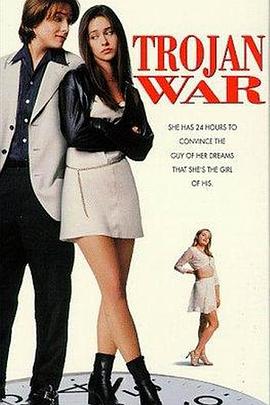 TROJAN
WAR
SHE HAS 24 HOURS TO
CONVINCE THE
GUY OF HER DREAMS
THAT SHE'S THE GIRL
OF HIS.